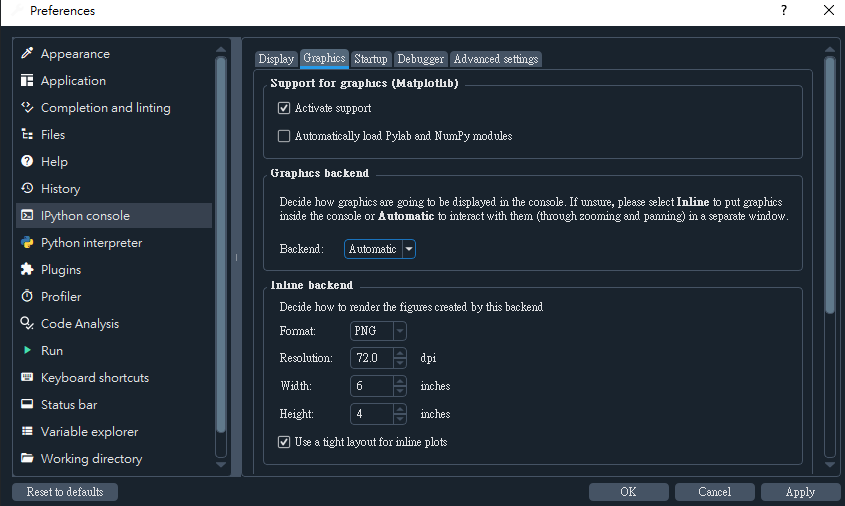 Preferences
?
Appearance
Application
Completion and linting
Files
Help
History
IPython console
Python interpreter
Plugins
Profiler
Code Analysis
Run
Keyboard shortcuts
Status bar
Variable explorer
Working directory
Display Graphics Startup Debugger Advanced settings
Support for graphics (Matplotlib)
Activate support
Automatically load Pylab and NumPy modules
Graphics backend
Decide how graphics are going to be displayed in the console. If unsure, please select Inline to put graphics
inside the console or Automatic to interact with them (through zooming and panning) in a separate window.
Backend: Automatic
Inline backend
Decide how to render the figures created by this backend
Format: PNG
Resolution: 72.0 dpi
Width: 6 inches
Height: 4 inches
Use a tight layout for inline plots
Reset to defaults
OK Cancel Apply